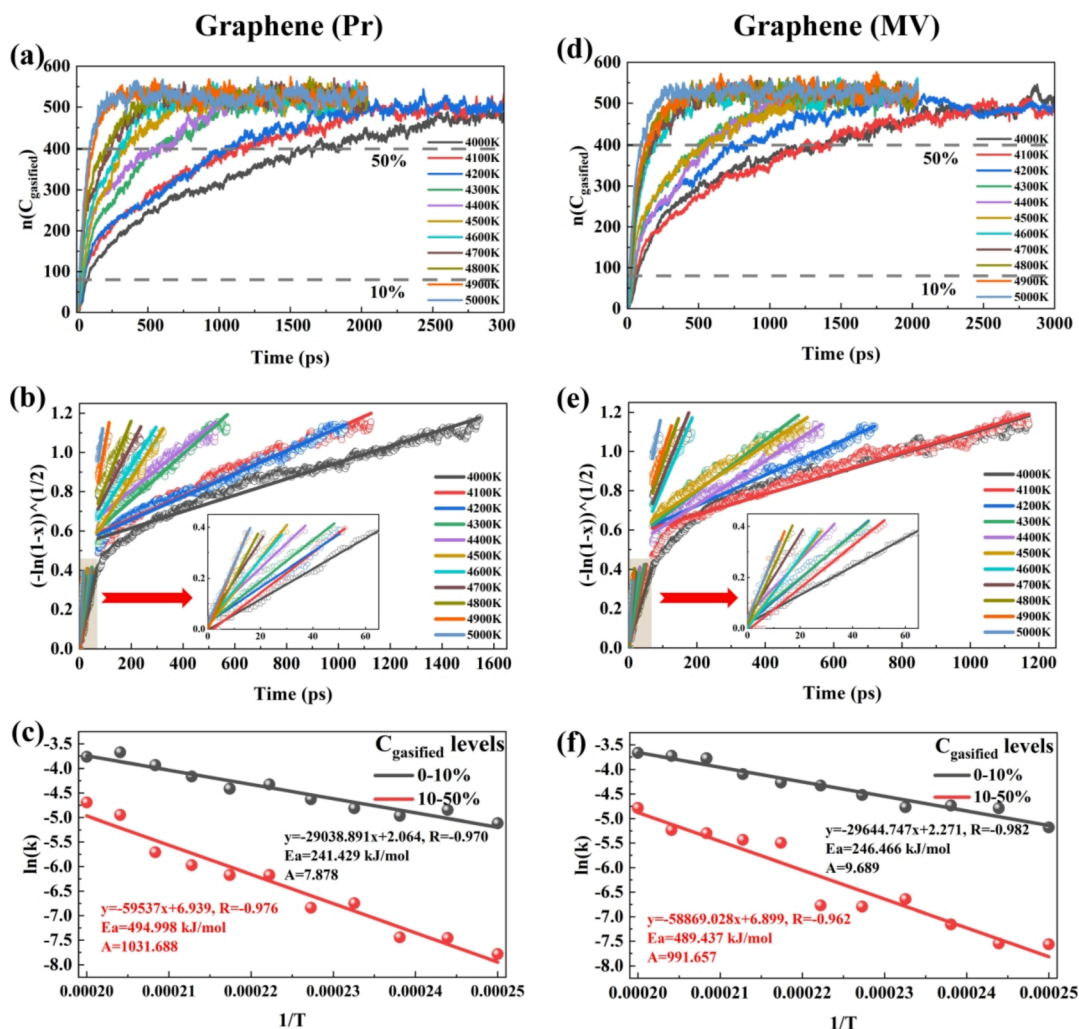 Graphene (Pr)
Graphene (MV)
(a)
600
500
400
300
200
100
0
n(C_gasified)
0
500
1000
1500
2000
2500
3000
Time (ps)
50%
10%
4000K
4100K
4200K
4300K
4400K
4500K
4600K
4700K
4800K
4900K
5000K
(d)
600
500
400
300
200
100
0
n(C_gasified)
0
500
1000
1500
2000
2500
3000
Time (ps)
50%
10%
4000K
4100K
4200K
4300K
4400K
4500K
4600K
4700K
4800K
4900K
5000K
(b)
1.2
1.0
0.8
0.6
0.4
0.2
0.0
(-ln(1-x))^(1/2)
0
200
400
600
800
1000
1200
1400
1600
Time (ps)
0.4
0.2
0.0
0
20
40
60
4000K
4100K
4200K
4300K
4400K
4500K
4600K
4700K
4800K
4900K
5000K
(e)
1.2
1.0
0.8
0.6
0.4
0.2
0.0
(-ln(1-x))^(1/2)
0
200
400
600
800
1000
1200
Time (ps)
0.4
0.2
0.0
0
20
40
60
4000K
4100K
4200K
4300K
4400K
4500K
4600K
4700K
4800K
4900K
5000K
(c)
-3.5
-4.0
-4.5
-5.0
-5.5
-6.0
-6.5
-7.0
-7.5
-8.0
ln(k)
C_gasified levels
0-10%
10-50%
y=-29038.891x+2.064, R=-0.970
Ea=241.429 kJ/mol
A=7.878
y=-59537x+6.939, R=-0.976
Ea=494.998 kJ/mol
A=1031.688
0.00020
0.00021
0.00022
0.00023
0.00024
0.00025
1/T
(f)
-3.5
-4.0
-4.5
-5.0
-5.5
-6.0
-6.5
-7.0
-7.5
-8.0
ln(k)
C_gasified levels
0-10%
10-50%
y=-29644.747x+2.271, R=-0.982
Ea=246.466 kJ/mol
A=9.689
y=-58869.028x+6.899, R=-0.962
Ea=489.437 kJ/mol
A=991.657
0.00020
0.00021
0.00022
0.00023
0.00024
0.00025
1/T